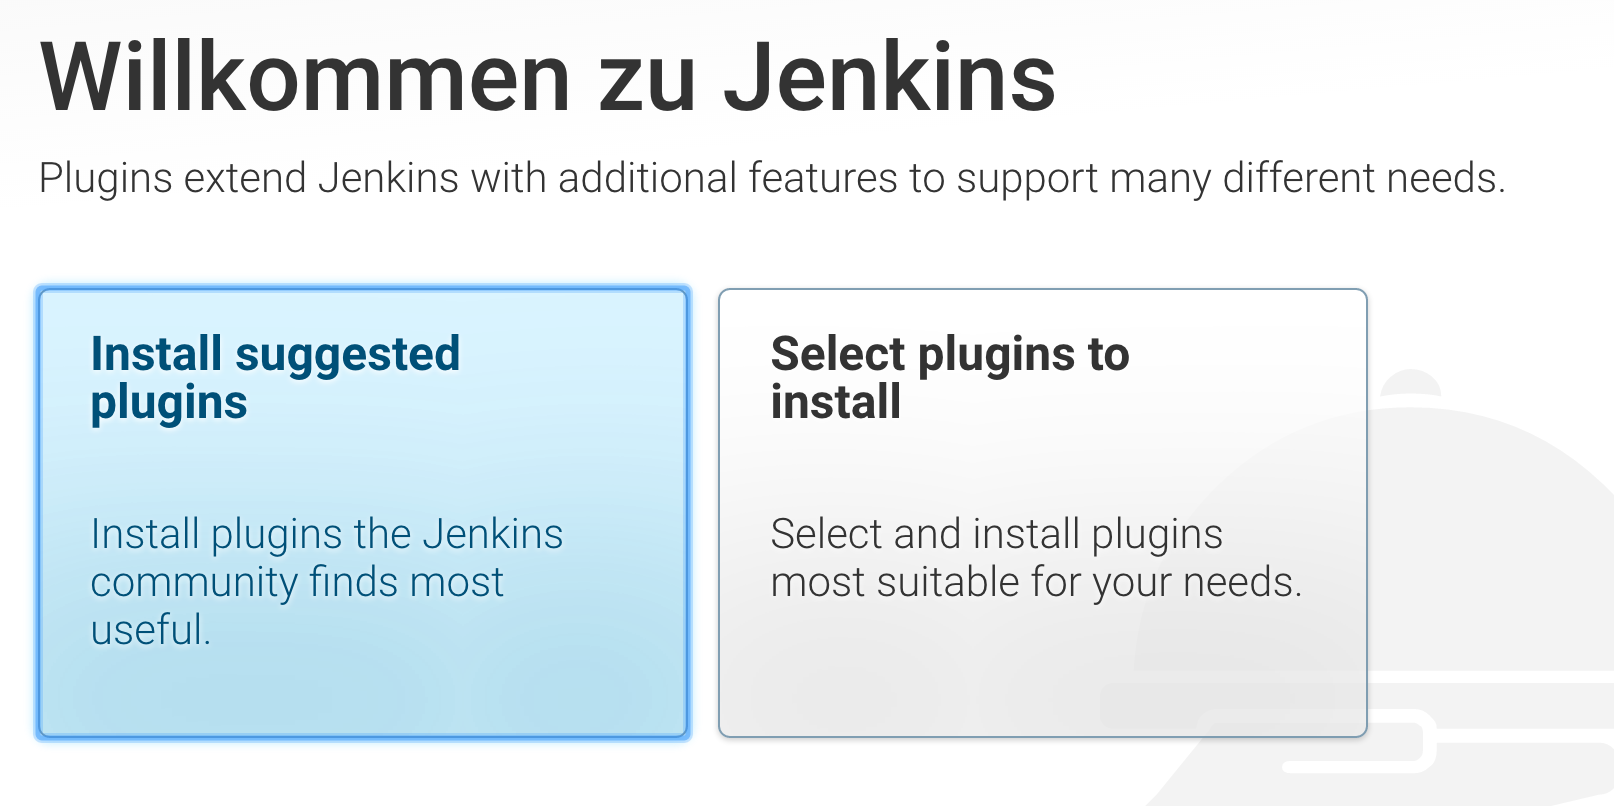 Willkommen zu Jenkins
Plugins extend Jenkins with additional features to support many different needs.
Install suggested
plugins
Install plugins the Jenkins
community finds most
useful.
Select plugins to
install
Select and install plugins
most suitable for your needs.